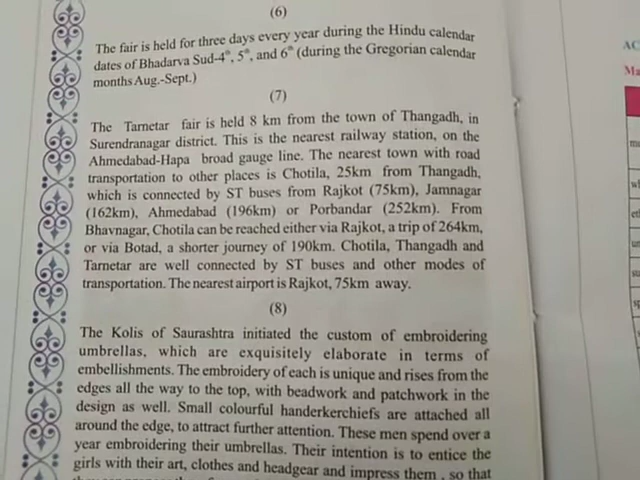 (6)
The fair is held for three days every year during the Hindu calendar
dates of Bhadarva Sud-4th, 5th, and 6th (during the Gregorian calendar
months Aug.-Sept.)
(7)
The Tarnetar fair is held 8 km from the town of Thangadh, in
Surendranagar district. This is the nearest railway station, on the
Ahmedabad-Hapa broad gauge line. The nearest town with road
transportation to other places is Chotila, 25km from Thangadh,
which is connected by ST buses from Rajkot (75km), Jamnagar
(162km), Ahmedabad (196km) or Porbandar (252km). From
Bhavnagar, Chotila can be reached either via Rajkot, a trip of 264km,
or via Botad, a shorter journey of 190km. Chotila, Thangadh and
Tarnetar are well connected by ST buses and other modes of
transportation. The nearest airport is Rajkot, 75km away.
(8)
The Kolis of Saurashtra initiated the custom of embroidering
umbrellas, which are exquisitely elaborate in terms of
embellishments. The embroidery of each is unique and rises from the
edges all the way to the top, with beadwork and patchwork in the
design as well. Small colourful handerkerchiefs are attached all
around the edge, to attract further attention. These men spend over a
year embroidering their umbrellas. Their intention is to entice the
girls with their art, clothes and headgear and impress them , so that
AC
Ma